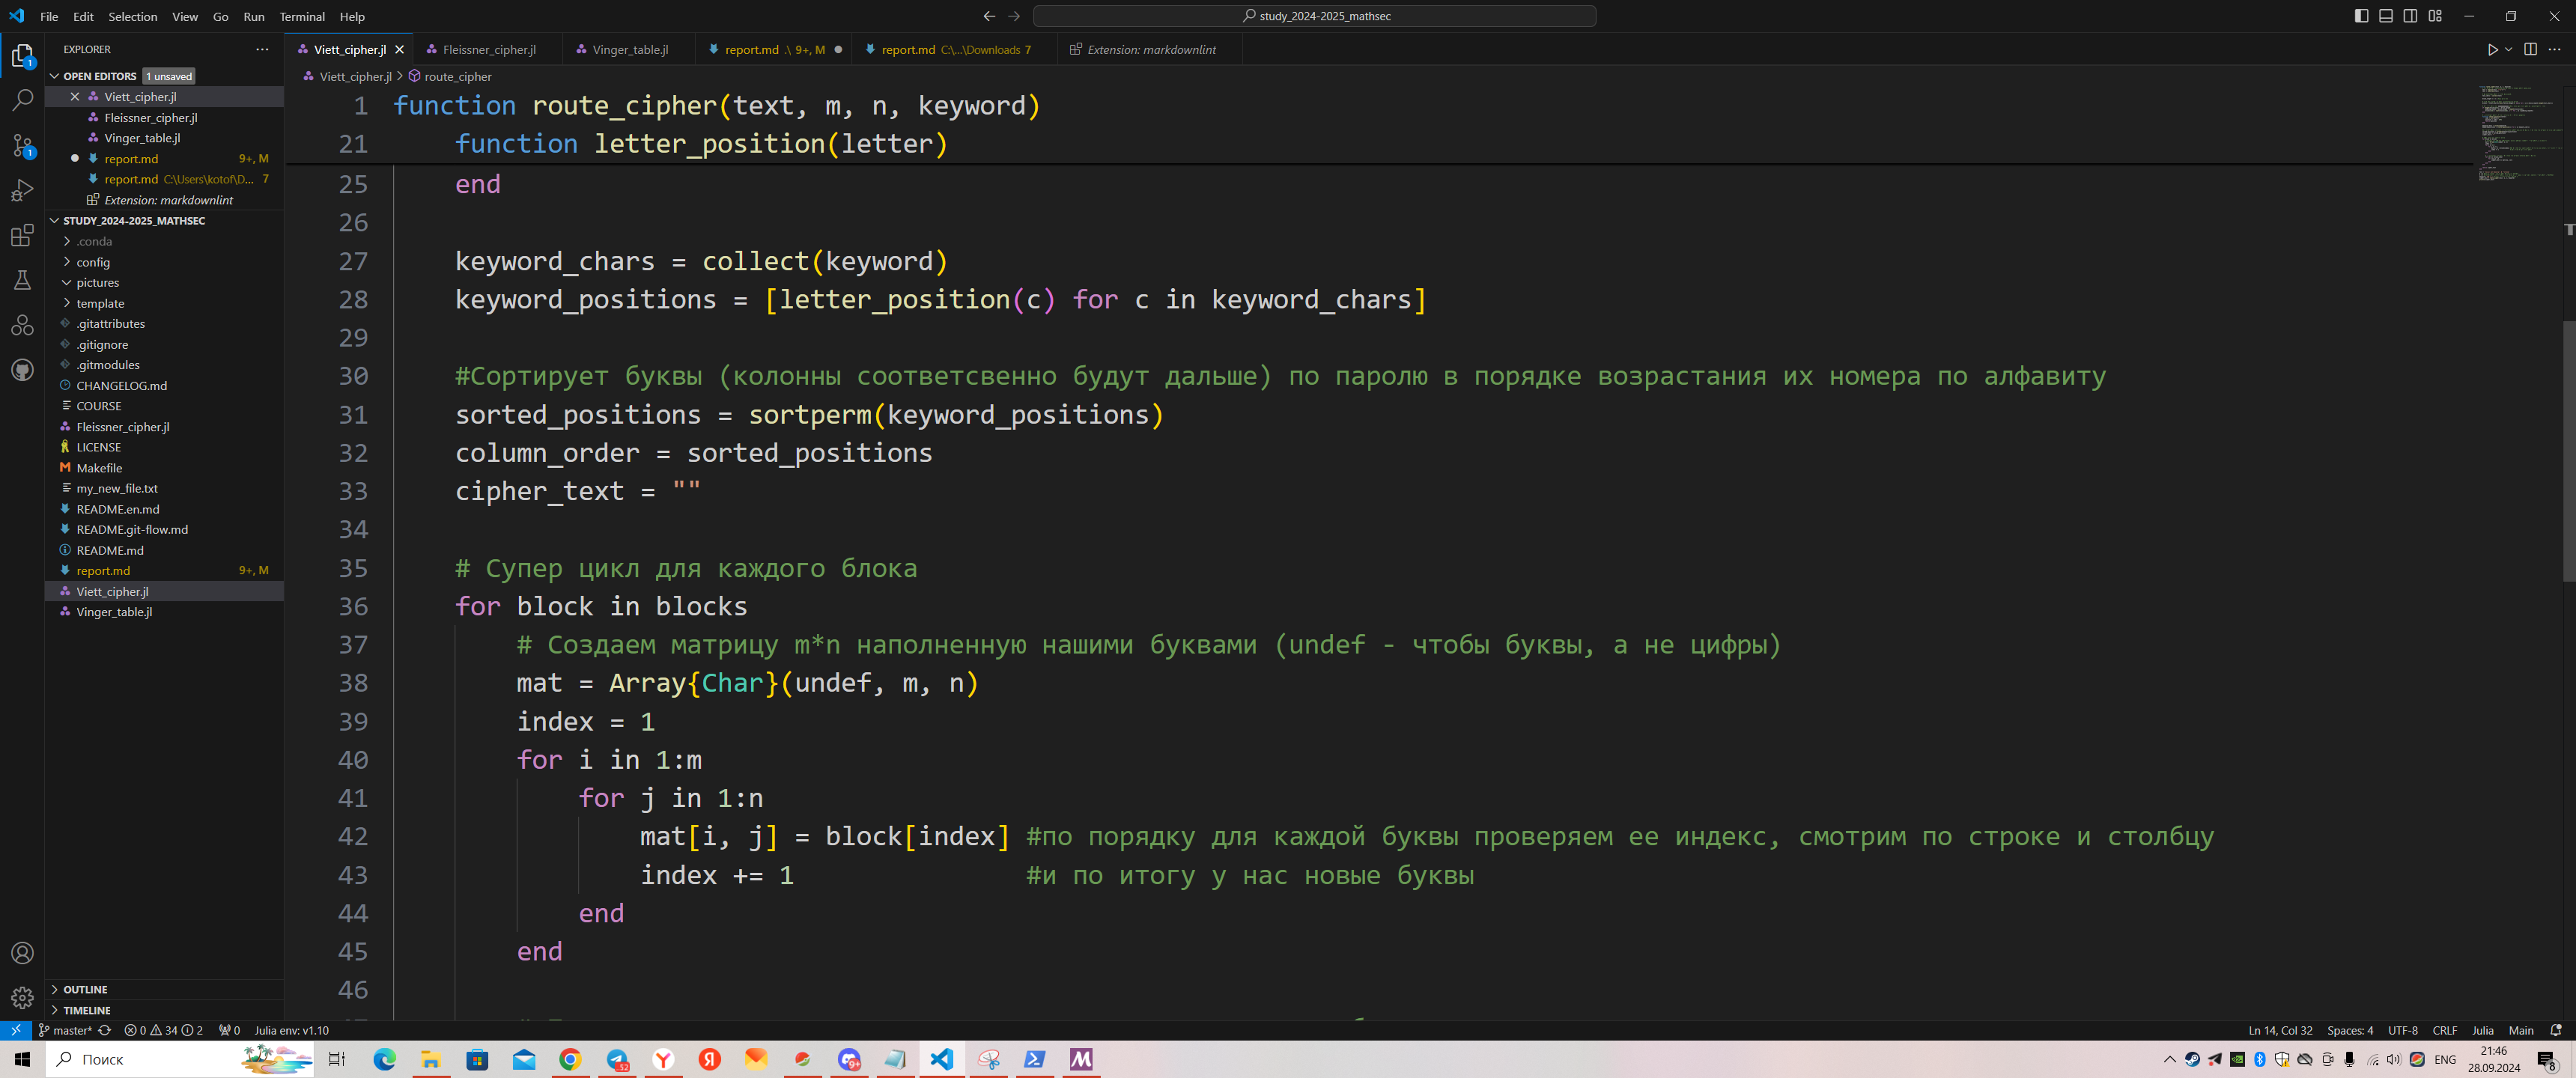 File Edit Selection View Go Run Terminal Help
study_2024-2025_mathsec
EXPLORER
OPEN EDITORS 1 unsaved
Viett_cipher.jl
Fleissner_cipher.jl
Vinger_table.jl
report.md 9+, M
report.md C:\Users\kotof\D... 7
Extension: markdownlint
STUDY_2024-2025_MATHSEC
.conda
config
pictures
template
.gitattributes
.gitignore
.gitmodules
CHANGELOG.md
COURSE
Fleissner_cipher.jl
LICENSE
Makefile
my_new_file.txt
README.en.md
README.git-flow.md
README.md
report.md 9+, M
Viett_cipher.jl
Vinger_table.jl
OUTLINE
TIMELINE
Viett_cipher.jl Fleissner_cipher.jl Vinger_table.jl report.md .\ 9+, M report.md C:\...\Downloads 7 Extension: markdownlint
Viett_cipher.jl > route_cipher
1 function route_cipher(text, m, n, keyword)
21 function letter_position(letter)
25 end
26
27 keyword_chars = collect(keyword)
28 keyword_positions = [letter_position(c) for c in keyword_chars]
29
30 #Сортирует буквы (колонны соответсвенно будут дальше) по паролю в порядке возрастания их номера по алфавиту
31 sorted_positions = sortperm(keyword_positions)
32 column_order = sorted_positions
33 cipher_text = ""
34
35 # Супер цикл для каждого блока
36 for block in blocks
37 # Создаем матрицу m*n наполненную нашими буквами (undef - чтобы буквы, а не цифры)
38 mat = Array{Char}(undef, m, n)
39 index = 1
40 for i in 1:m
41 for j in 1:n
42 mat[i, j] = block[index] #по порядку для каждой буквы проверяем ее индекс, смотрим по строке и столбцу
43 index += 1 #и по итогу у нас новые буквы
44 end
45 end
46
master* 0 34 2 0 Julia env: v1.10
Ln 14, Col 32 Spaces: 4 UTF-8 CRLF Julia Main
Поиск
ENG 21:46
28.09.2024
8